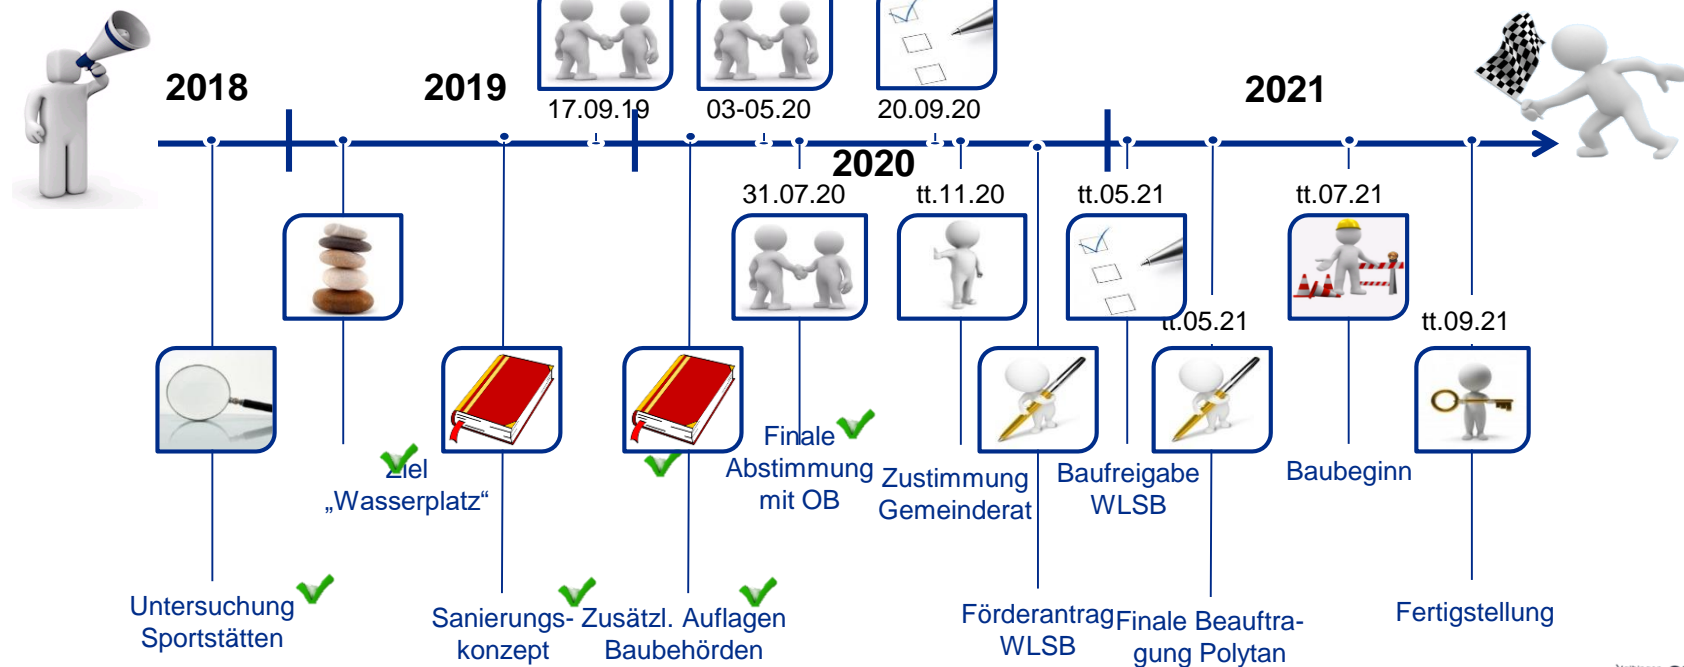 2018
2019
2021
17.09.19
03-05.20
20.09.20
2020
31.07.20
tt.11.20
tt.05.21
tt.07.21
tt.05.21
tt.09.21
Ziel
„Wasserplatz“
Finale
Abstimmung
mit OB
Zustimmung
Gemeinderat
Baufreigabe
WLSB
Baubeginn
Untersuchung
Sportstätten
Sanierungs-
konzept
Zusätzl. Auflagen
Baubehörden
Förderantrag
WLSB
Finale Beauftra-
gung Polytan
Fertigstellung